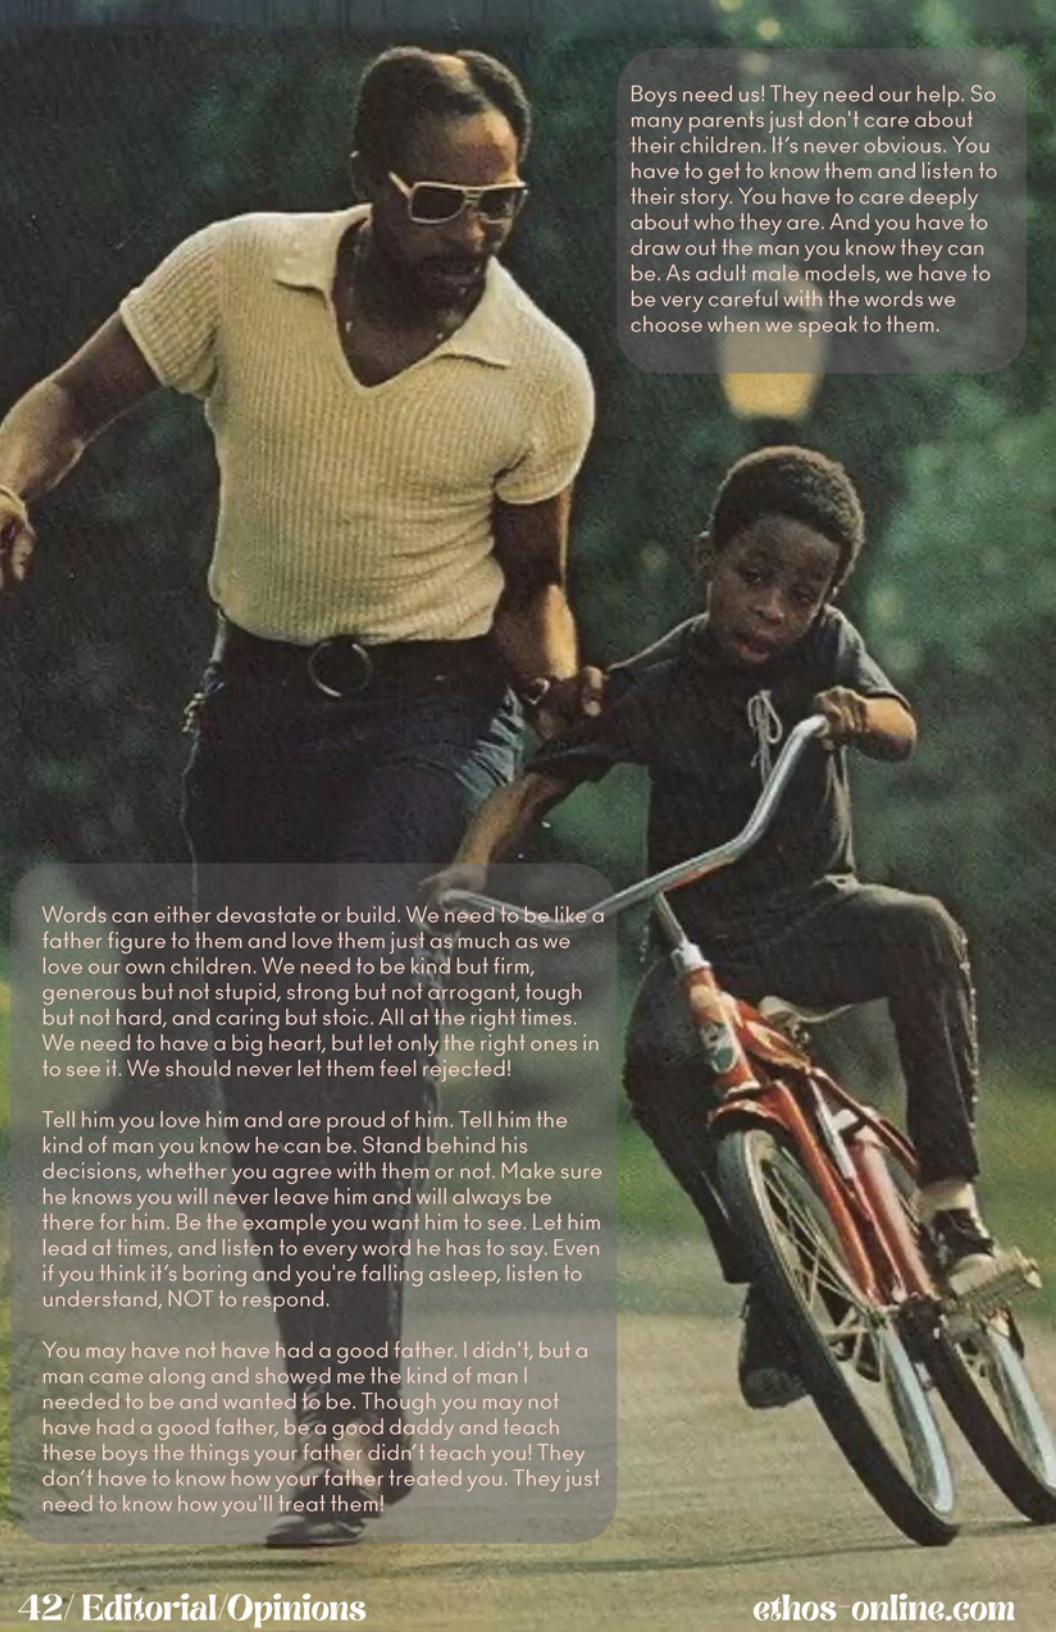 Boys need us! They need our help. So
many parents just don't care about
their children. It's never obvious. You
have to get to know them and listen to
their story. You have to care deeply
about who they are. And you have to
draw out the man you know they can
be. As adult male models, we have to
be very careful with the words we
choose when we speak to them.
Words can either devastate or build. We need to be like a
father figure to them and love them just as much as we
love our own children. We need to be kind but firm,
generous but not stupid, strong but not arrogant, tough
but not hard, and caring but stoic. All at the right times.
We need to have a big heart, but let only the right ones in
to see it. We should never let them feel rejected!
Tell him you love him and are proud of him. Tell him the
kind of man you know he can be. Stand behind his
decisions, whether you agree with them or not. Make sure
he knows you will never leave him and will always be
there for him. Be the example you want him to see. Let him
lead at times, and listen to every word he has to say. Even
if you think it's boring and you're falling asleep, listen to
understand, NOT to respond.
You may have not have had a good father. I didn't, but a
man came along and showed me the kind of man I
needed to be and wanted to be. Though you may not
have had a good father, be a good daddy and teach
these boys the things your father didn't teach you! They
don't have to know how your father treated you. They just
need to know how you'll treat them!
42/ Editorial/Opinions
ethos-online.com